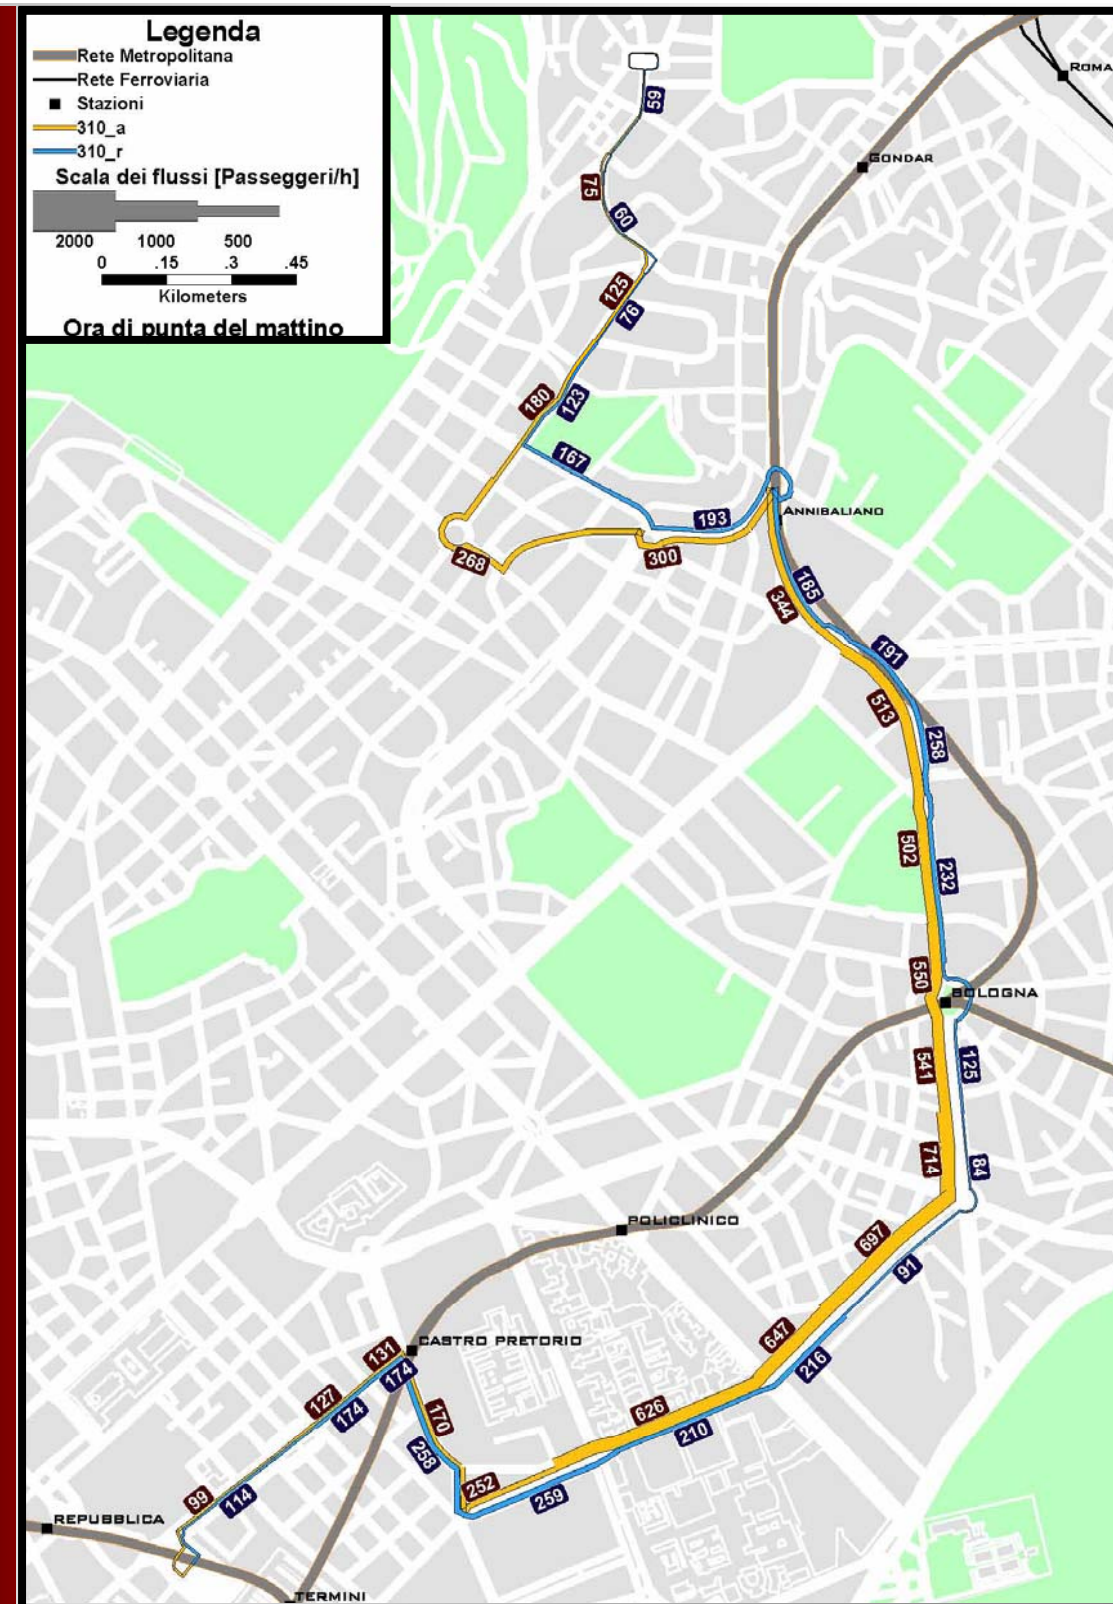 Legenda
Rete Metropolitana
Rete Ferroviaria
Stazioni
310_a
310_r
Scala dei flussi [Passeggeri/h]
2000 1000 500
0 .15 .3 .45
Kilometers
Ora di punta del mattino
ROMA
59
GONDAR
75
60
125
76
180
123
167
193
ANNIBALIANO
268
300
185
344
191
513
258
502
232
550
BOLOGNA
541
125
714
84
POLICLINICO
697
91
647
216
CASTRO PRETORIO
131
174
127
174
170
626
210
258
252
259
99
114
REPUBBLICA
TERMINI